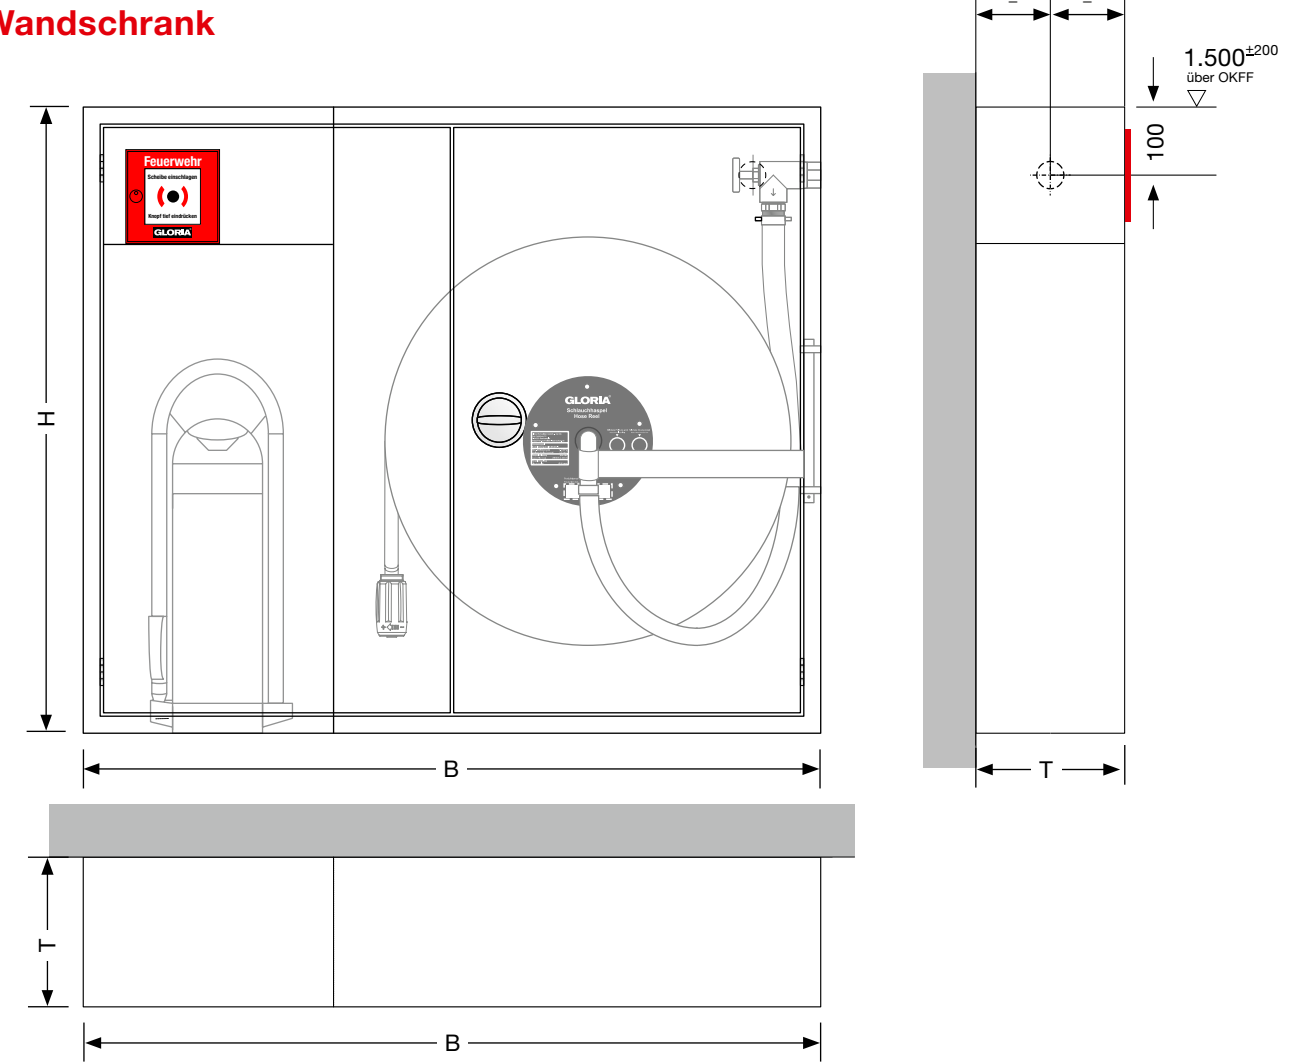 Wandschrank
1.500±200
über OKFF
100
Feuerwehr
Scheibe einschlagen
Knopf tief eindrücken
GLORIA
H
GLORIA
Schlauchhaspel
Hose Reel
+ -
B
T
T
B